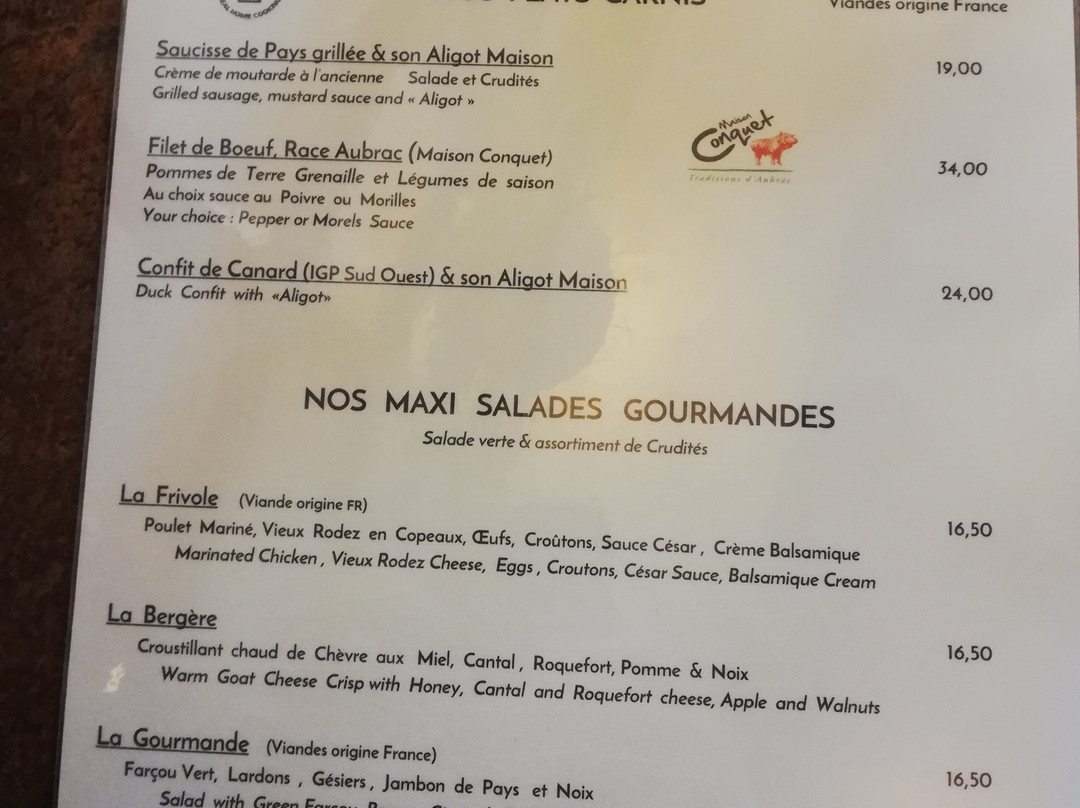 REAL HOME COOKING
PLATS GARNIS
Viandes origine France
Saucisse de Pays grillée & son Aligot Maison 19,00
Crème de moutarde à l'ancienne Salade et Crudités
Grilled sausage, mustard sauce and « Aligot »
Maison
Conquet
Traditions d'Aubrac
Filet de Boeuf, Race Aubrac (Maison Conquet) 34,00
Pommes de Terre Grenaille et Légumes de saison
Au choix sauce au Poivre ou Morilles
Your choice : Pepper or Morels Sauce
Confit de Canard (IGP Sud Ouest) & son Aligot Maison 24,00
Duck Confit with «Aligot»
NOS MAXI SALADES GOURMANDES
Salade verte & assortiment de Crudités
La Frivole (Viande origine FR) 16,50
Poulet Mariné, Vieux Rodez en Copeaux, Œufs, Croûtons, Sauce César , Crème Balsamique
Marinated Chicken , Vieux Rodez Cheese, Eggs , Croutons, César Sauce, Balsamique Cream
La Bergère 16,50
Croustillant chaud de Chèvre aux Miel, Cantal , Roquefort, Pomme & Noix
Warm Goat Cheese Crisp with Honey, Cantal and Roquefort cheese, Apple and Walnuts
La Gourmande (Viandes origine France) 16,50
Farçou Vert, Lardons , Gésiers , Jambon de Pays et Noix
Salad with Green